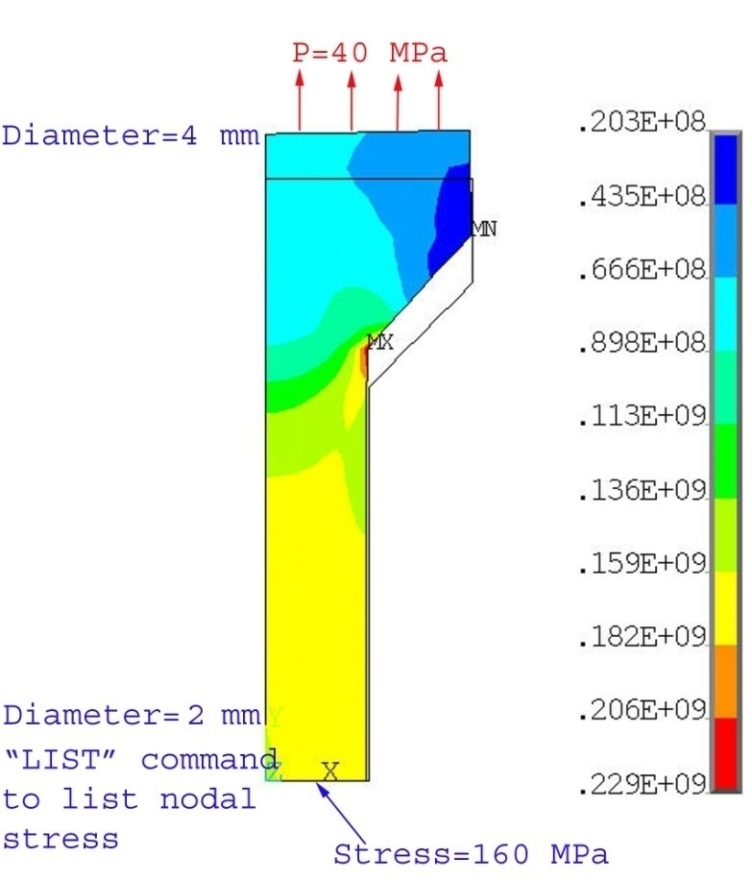 P=40 MPa
Diameter=4 mm
.203E+08
.435E+08
MN
.666E+08
MX
.898E+08
.113E+09
.136E+09
.159E+09
.182E+09
.206E+09
.229E+09
Diameter=2 mm
Y
"LIST" command
Z X
to list nodal
stress
Stress=160 MPa